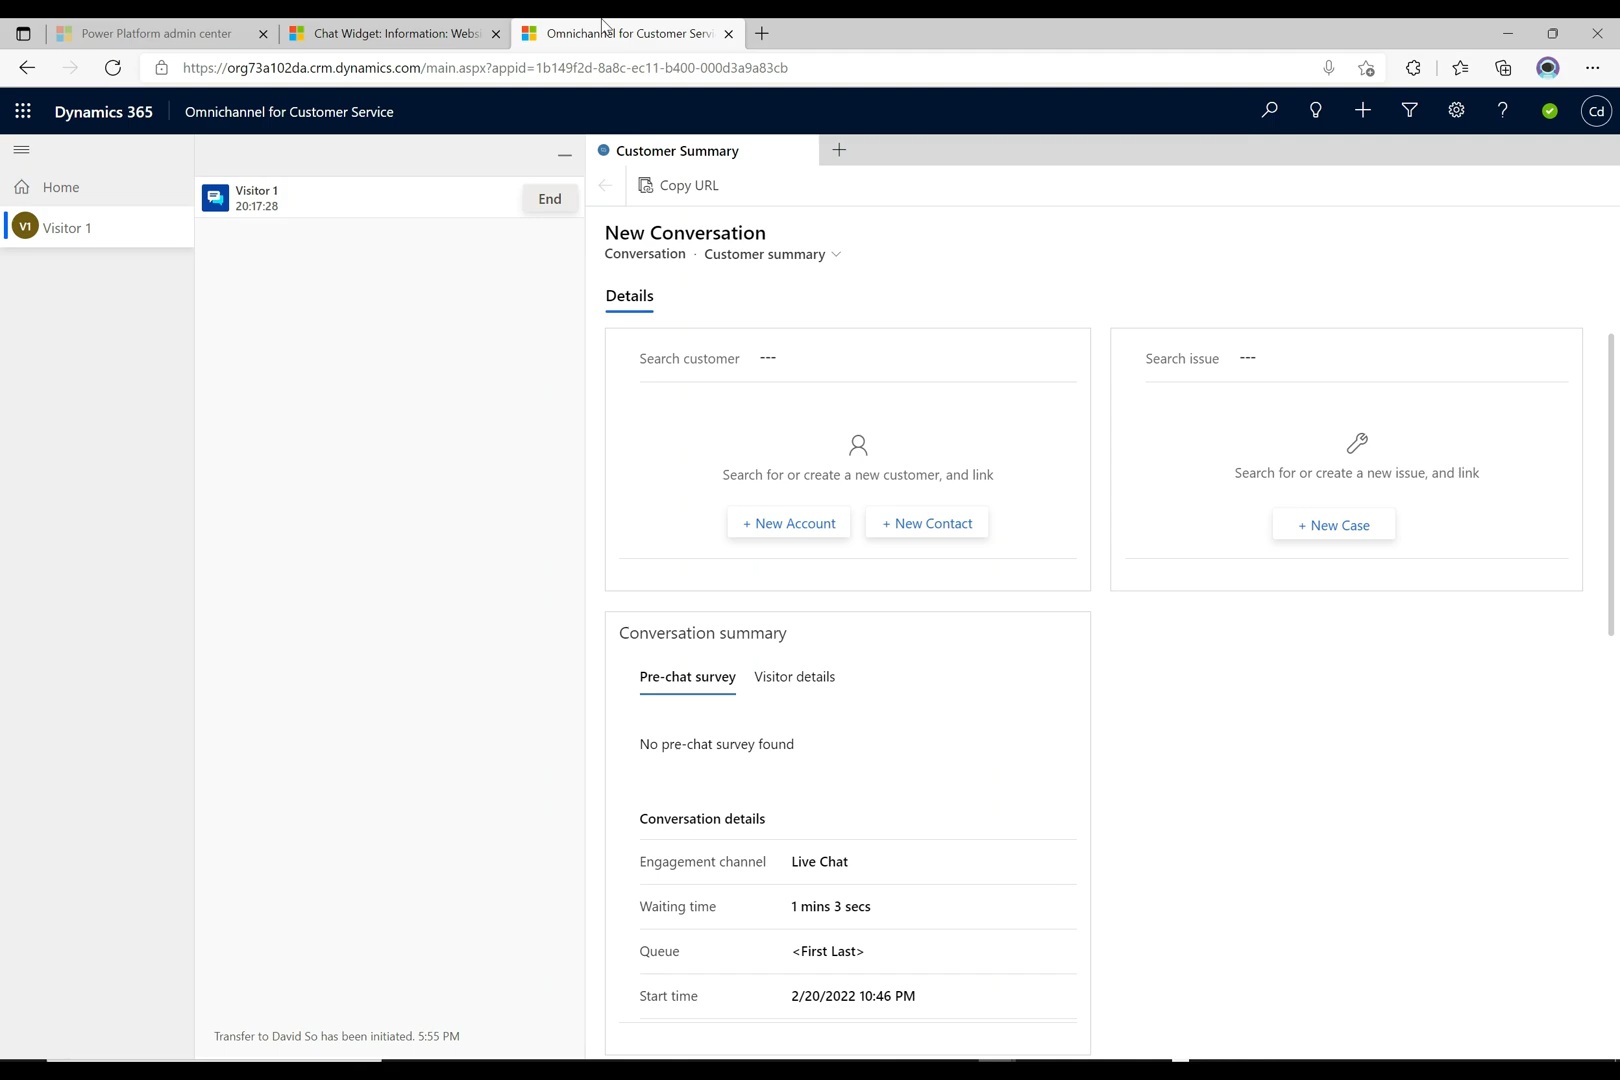 Power Platform admin center
Chat Widget: Information: Websi
Omnichannel for Customer Servi
https://org73a102da.crm.dynamics.com/main.aspx?appid=1b149f2d-8a8c-ec11-b400-000d3a9a83cb
Dynamics 365
Omnichannel for Customer Service
Cd
Home
V1
Visitor 1
Visitor 1
20:17:28
End
Customer Summary
Copy URL
New Conversation
Conversation · Customer summary
Details
Search customer ---
Search for or create a new customer, and link
+ New Account
+ New Contact
Search issue ---
Search for or create a new issue, and link
+ New Case
Conversation summary
Pre-chat survey
Visitor details
No pre-chat survey found
Conversation details
Engagement channel Live Chat
Waiting time 1 mins 3 secs
Queue <First Last>
Start time 2/20/2022 10:46 PM
Transfer to David So has been initiated. 5:55 PM